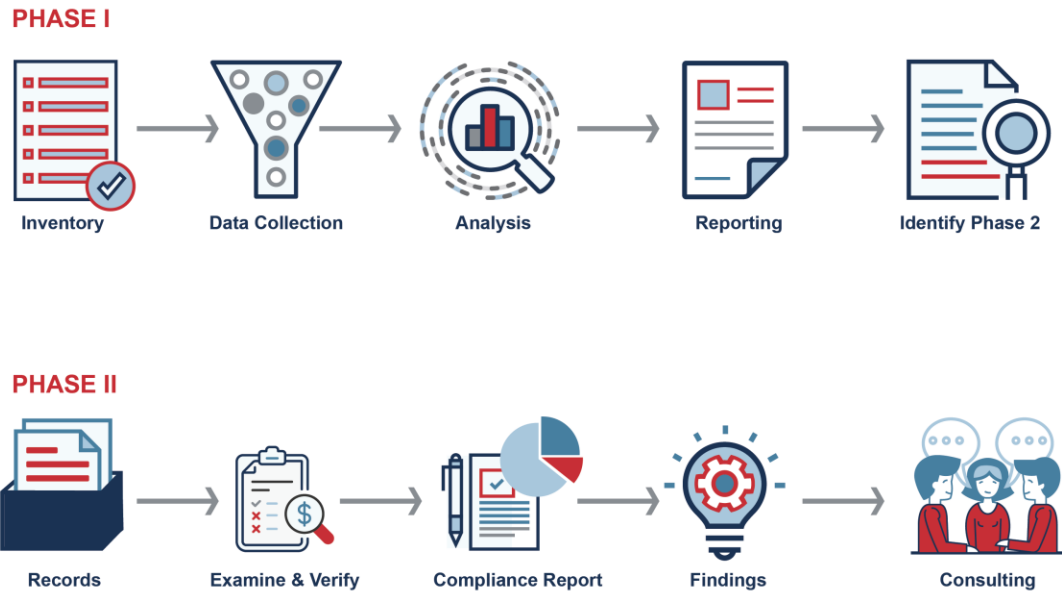 PHASE I
Inventory
Data Collection
Analysis
Reporting
Identify Phase 2
PHASE II
$
Records
Examine & Verify
Compliance Report
Findings
Consulting